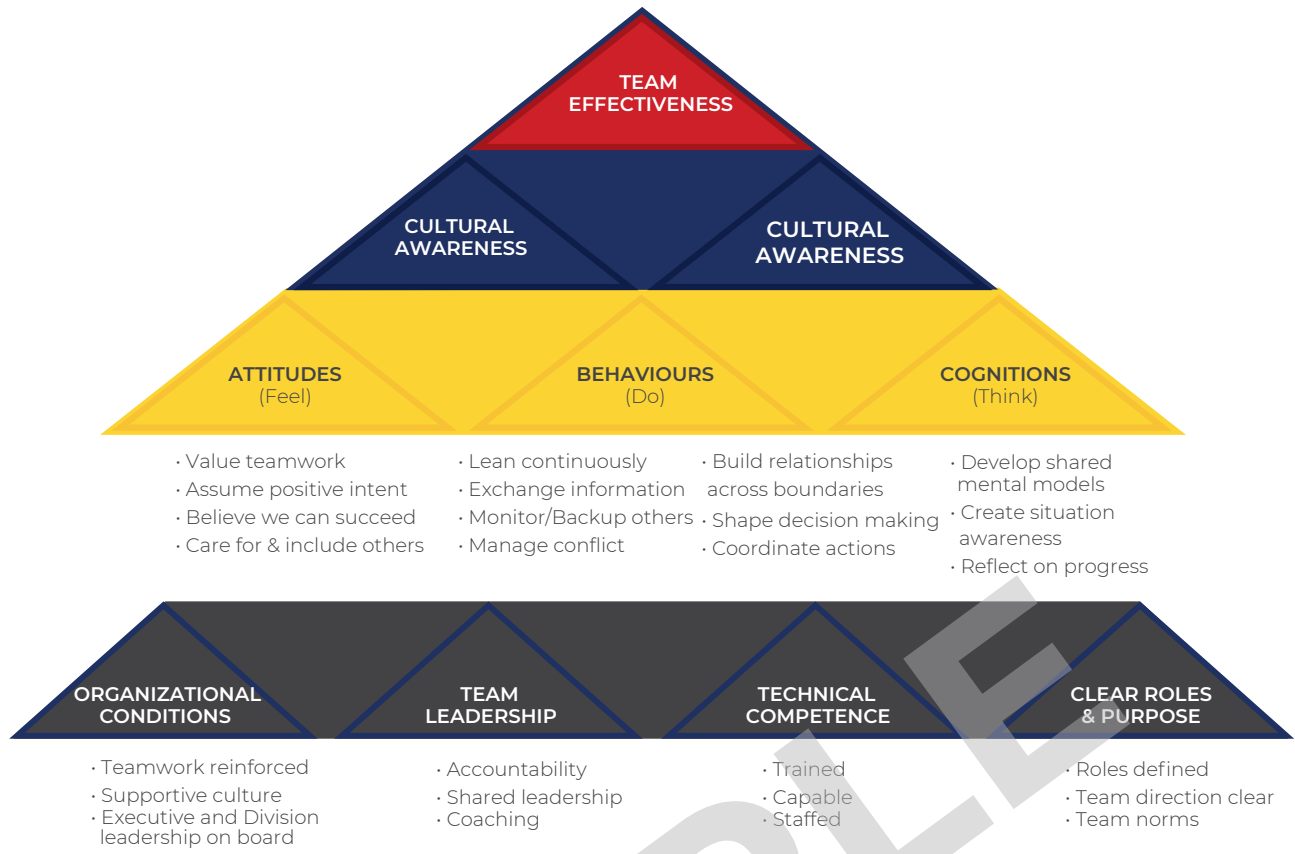 TEAM
EFFECTIVENESS
CULTURAL
AWARENESS
CULTURAL
AWARENESS
ATTITUDES
(Feel)
BEHAVIOURS
(Do)
COGNITIONS
(Think)
· Value teamwork
· Assume positive intent
· Believe we can succeed
· Care for & include others
· Lean continuously
· Exchange information
· Monitor/Backup others
· Manage conflict
· Build relationships
across boundaries
· Shape decision making
· Coordinate actions
· Develop shared
mental models
· Create situation
awareness
· Reflect on progress
ORGANIZATIONAL
CONDITIONS
TEAM
LEADERSHIP
TECHNICAL
COMPETENCE
CLEAR ROLES
& PURPOSE
· Teamwork reinforced
· Supportive culture
· Executive and Division
leadership on board
· Accountability
· Shared leadership
· Coaching
· Trained
· Capable
· Staffed
· Roles defined
· Team direction clear
· Team norms
PLE